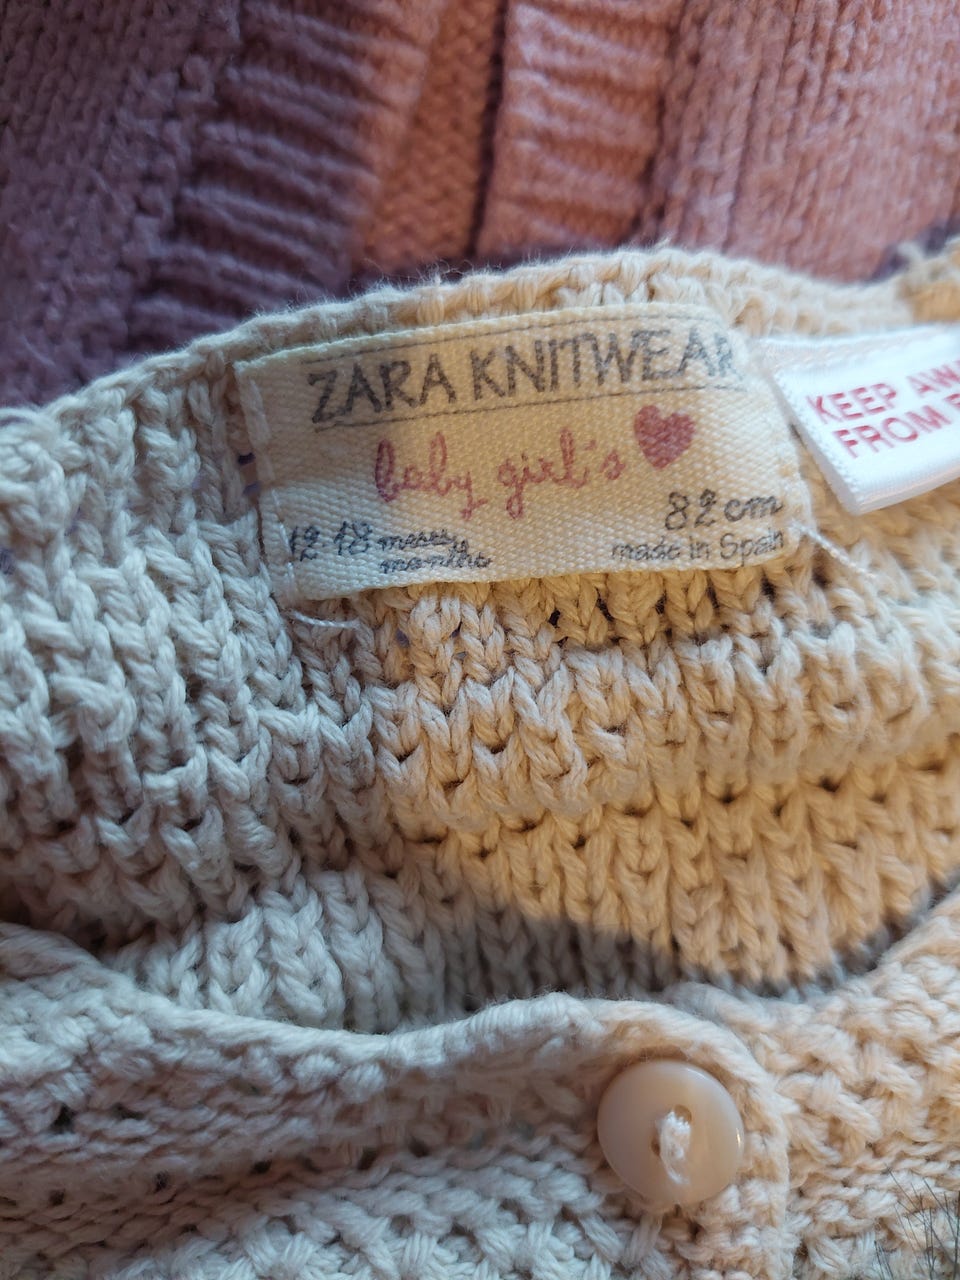 ZARA KNITWEAR
baby girl's
12-18 meses
months
82 cm
made in Spain
KEEP AWA
FROM F